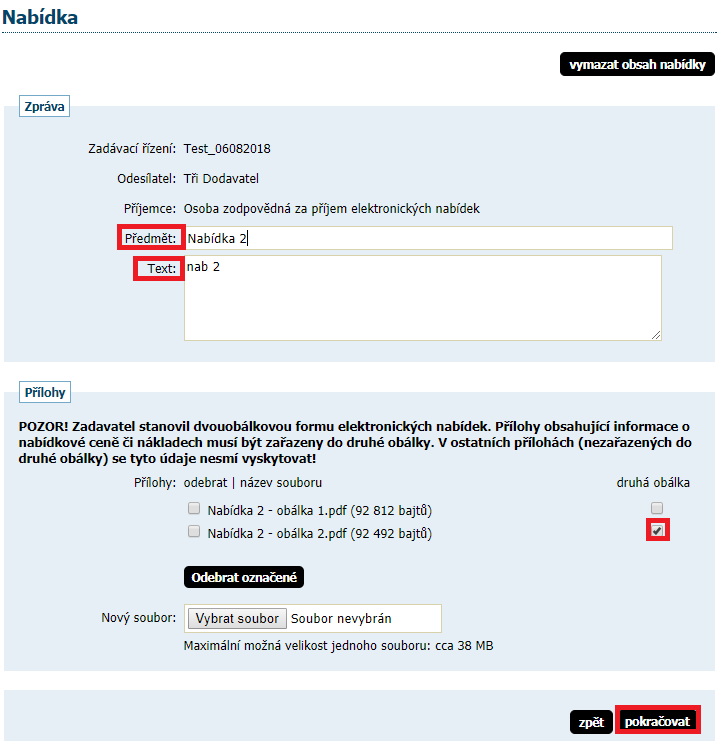 Nabídka
vymazat obsah nabídky
Zpráva
Zadávací řízení: Test_06082018
Odesílatel: Tři Dodavatel
Příjemce: Osoba zodpovědná za příjem elektronických nabídek
Předmět: Nabídka 2
Text: nab 2
Přílohy
POZOR! Zadavatel stanovil dvouobálkovou formu elektronických nabídek. Přílohy obsahující informace o
nabídkové ceně či nákladech musí být zařazeny do druhé obálky. V ostatních přílohách (nezařazených do
druhé obálky) se tyto údaje nesmí vyskytovat!
Přílohy: odebrat | název souboru druhá obálka
Nabídka 2 - obálka 1.pdf (92 812 bajtů)
Nabídka 2 - obálka 2.pdf (92 492 bajtů)
Odebrat označené
Nový soubor: Vybrat soubor Soubor nevybrán
Maximální možná velikost jednoho souboru: cca 38 MB
zpět pokračovat